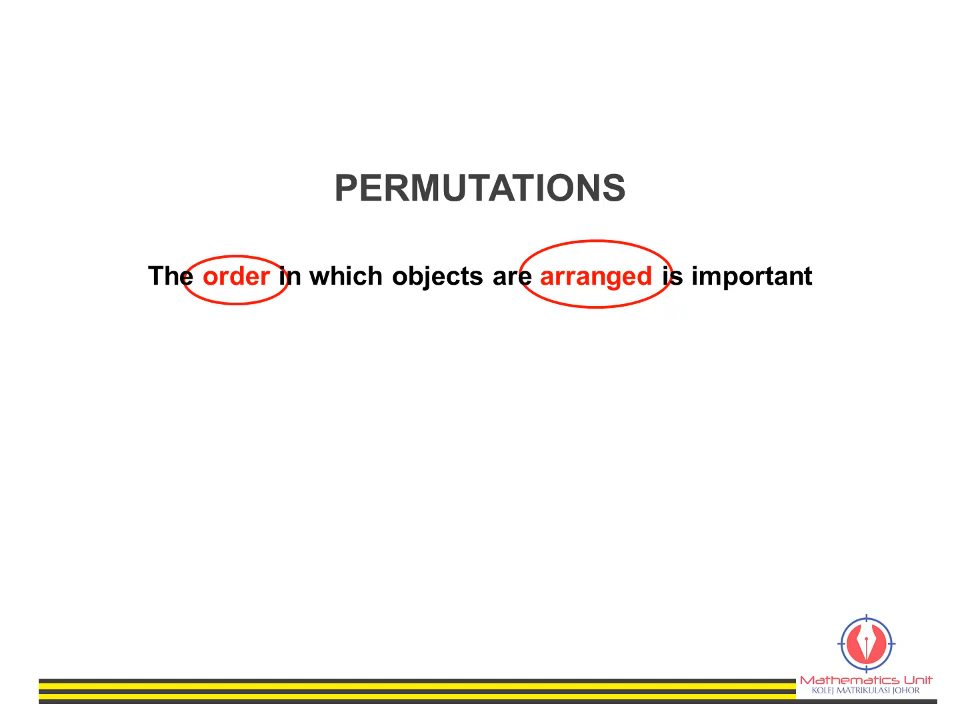 PERMUTATIONS
The order in which objects are arranged is important
Mathematics Unit
KOLEJ MATRIKULASI JOHOR